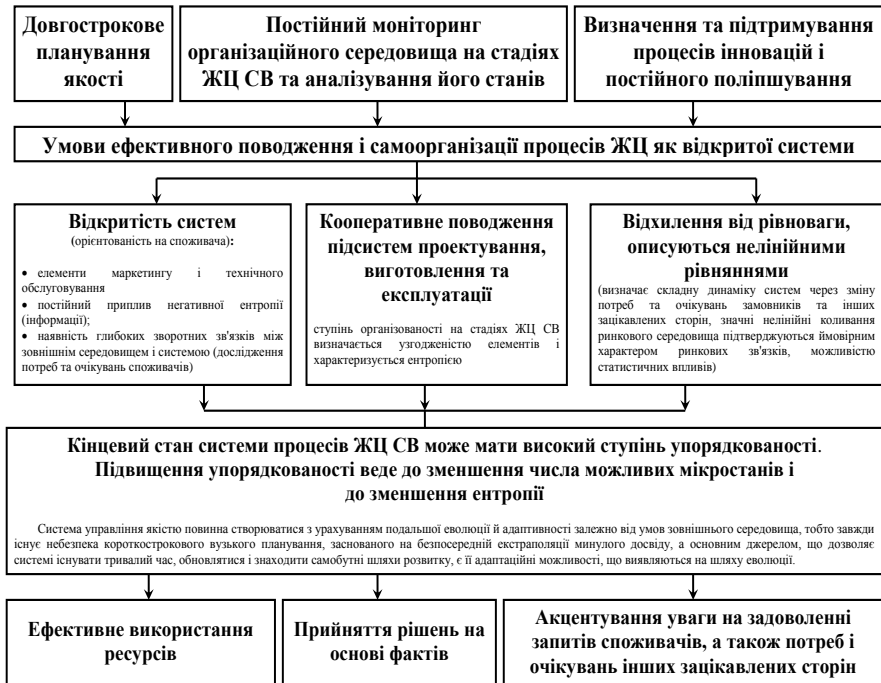 Довгострокове
планування
якості
Постійний моніторинг
організаційного середовища на стадіях
ЖЦ СВ та аналізування його станів
Визначення та підтримування
процесів інновацій і
постійного поліпшування
Умови ефективного поводження і самоорганізації процесів ЖЦ як відкритої системи
Відкритість систем
(орієнтованість на споживача):
• елементи маркетингу і технічного
обслуговування
• постійний приплив негативної ентропії
(інформації);
• наявність глибоких зворотних зв'язків між
зовнішнім середовищем і системою (дослідження
потреб та очікувань споживачів)
Кооперативне поводження
підсистем проектування,
виготовлення та
експлуатації
ступінь організованості на стадіях ЖЦ СВ
визначається узгодженістю елементів і
характеризується ентропією
Відхилення від рівноваги,
описуються нелінійними
рівняннями
(визначає складну динаміку систем через зміну
потреб та очікувань замовників та інших
зацікавлених сторін, значні нелінійні коливання
ринкового середовища підтверджуються ймовірним
характером ринкових зв'язків, можливістю
статистичних впливів)
Кінцевий стан системи процесів ЖЦ СВ може мати високий ступінь упорядкованості.
Підвищення упорядкованості веде до зменшення числа можливих мікростанів і
до зменшення ентропії
Система управління якістю повинна створюватися з урахуванням подальшої еволюції й адаптивності залежно від умов зовнішнього середовища, тобто завжди
існує небезпека короткострокового вузького планування, заснованого на безпосередній екстраполяції минулого досвіду, а основним джерелом, що дозволяє
системі існувати тривалий час, обновлятися і знаходити самобутні шляхи розвитку, є її адаптаційні можливості, що виявляються на шляху еволюції.
Ефективне використання
ресурсів
Прийняття рішень на
основі фактів
Акцентування уваги на задоволенні
запитів споживачів, а також потреб і
очікувань інших зацікавлених сторін